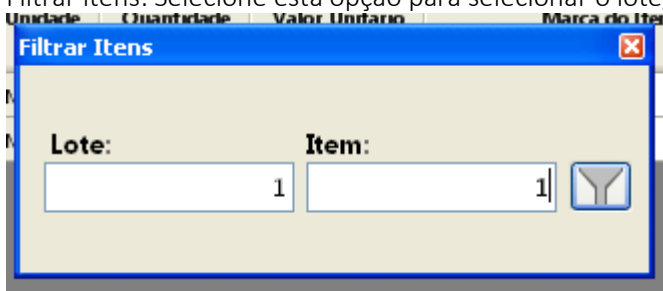 Filtrar Itens: Selecione esta opção para selecionar o lote,
Unidade Quantidade Valor Unitário Marca do Ite
Filtrar Itens
Lote: Item:
1 1